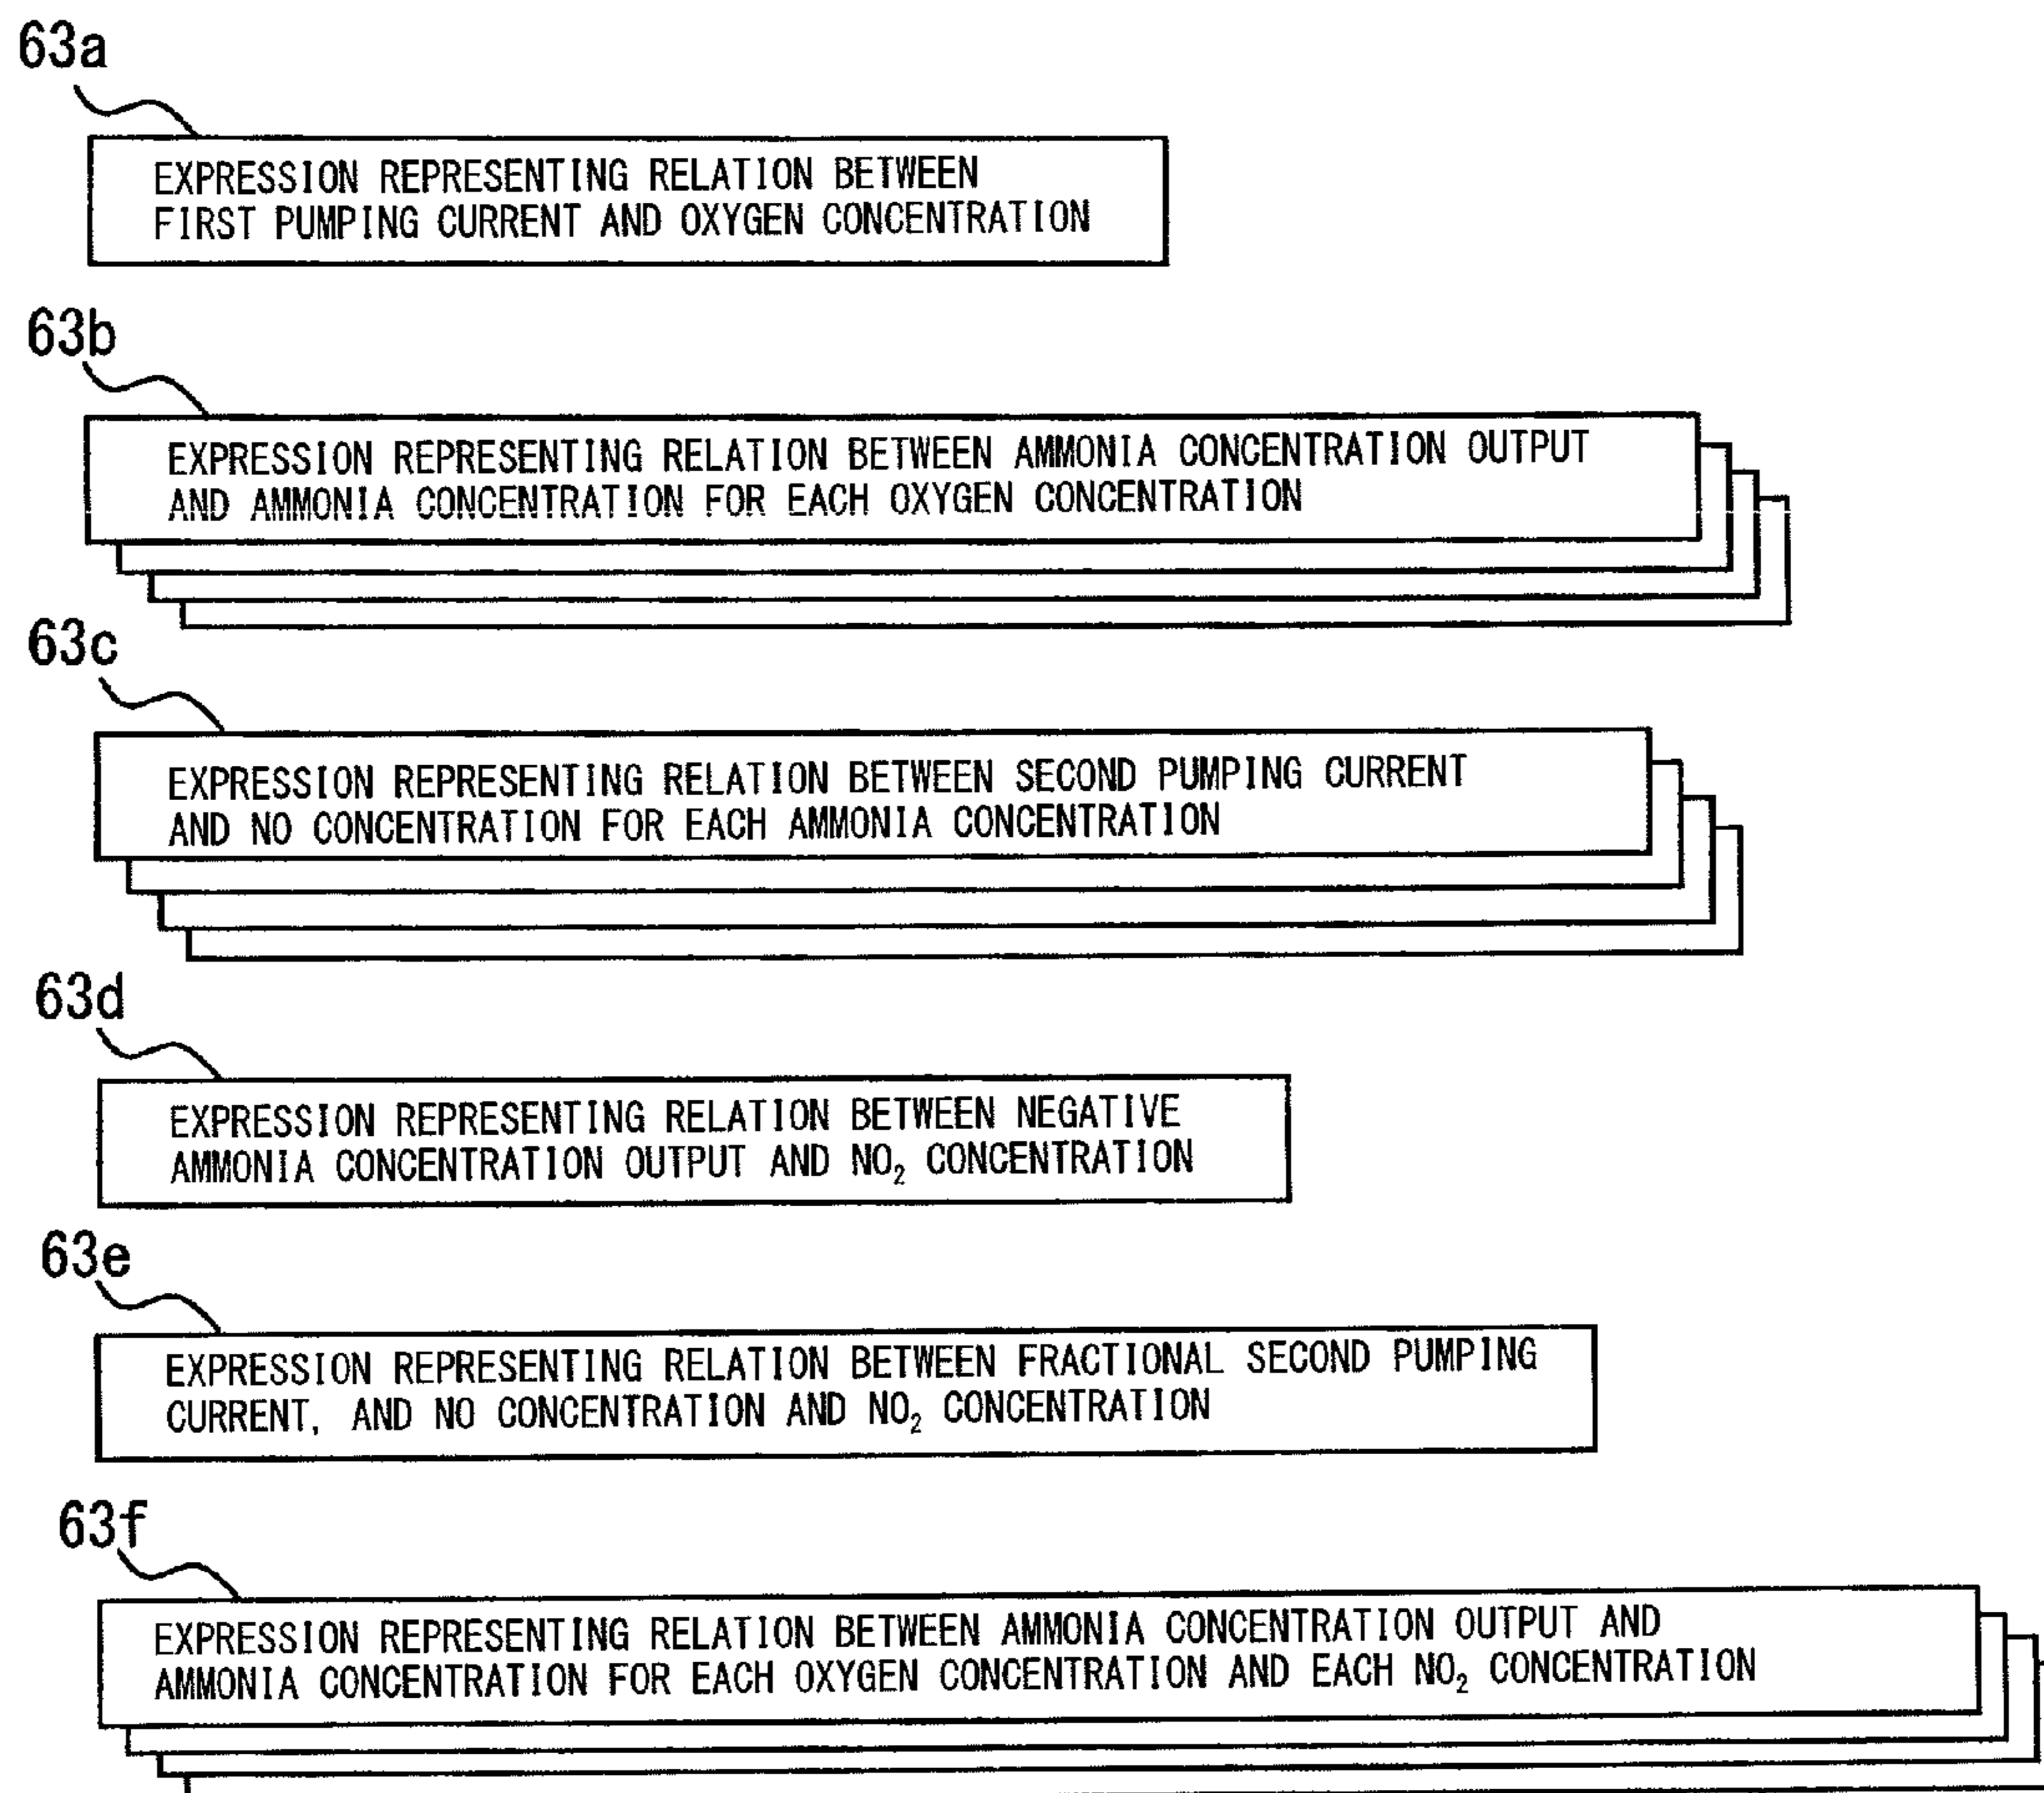 63a
EXPRESSION REPRESENTING RELATION BETWEEN
FIRST PUMPING CURRENT AND OXYGEN CONCENTRATION
63b
EXPRESSION REPRESENTING RELATION BETWEEN AMMONIA CONCENTRATION OUTPUT
AND AMMONIA CONCENTRATION FOR EACH OXYGEN CONCENTRATION
63c
EXPRESSION REPRESENTING RELATION BETWEEN SECOND PUMPING CURRENT
AND NO CONCENTRATION FOR EACH AMMONIA CONCENTRATION
63d
EXPRESSION REPRESENTING RELATION BETWEEN NEGATIVE
AMMONIA CONCENTRATION OUTPUT AND NO₂ CONCENTRATION
63e
EXPRESSION REPRESENTING RELATION BETWEEN FRACTIONAL SECOND PUMPING
CURRENT, AND NO CONCENTRATION AND NO₂ CONCENTRATION
63f
EXPRESSION REPRESENTING RELATION BETWEEN AMMONIA CONCENTRATION OUTPUT AND
AMMONIA CONCENTRATION FOR EACH OXYGEN CONCENTRATION AND EACH NO₂ CONCENTRATION